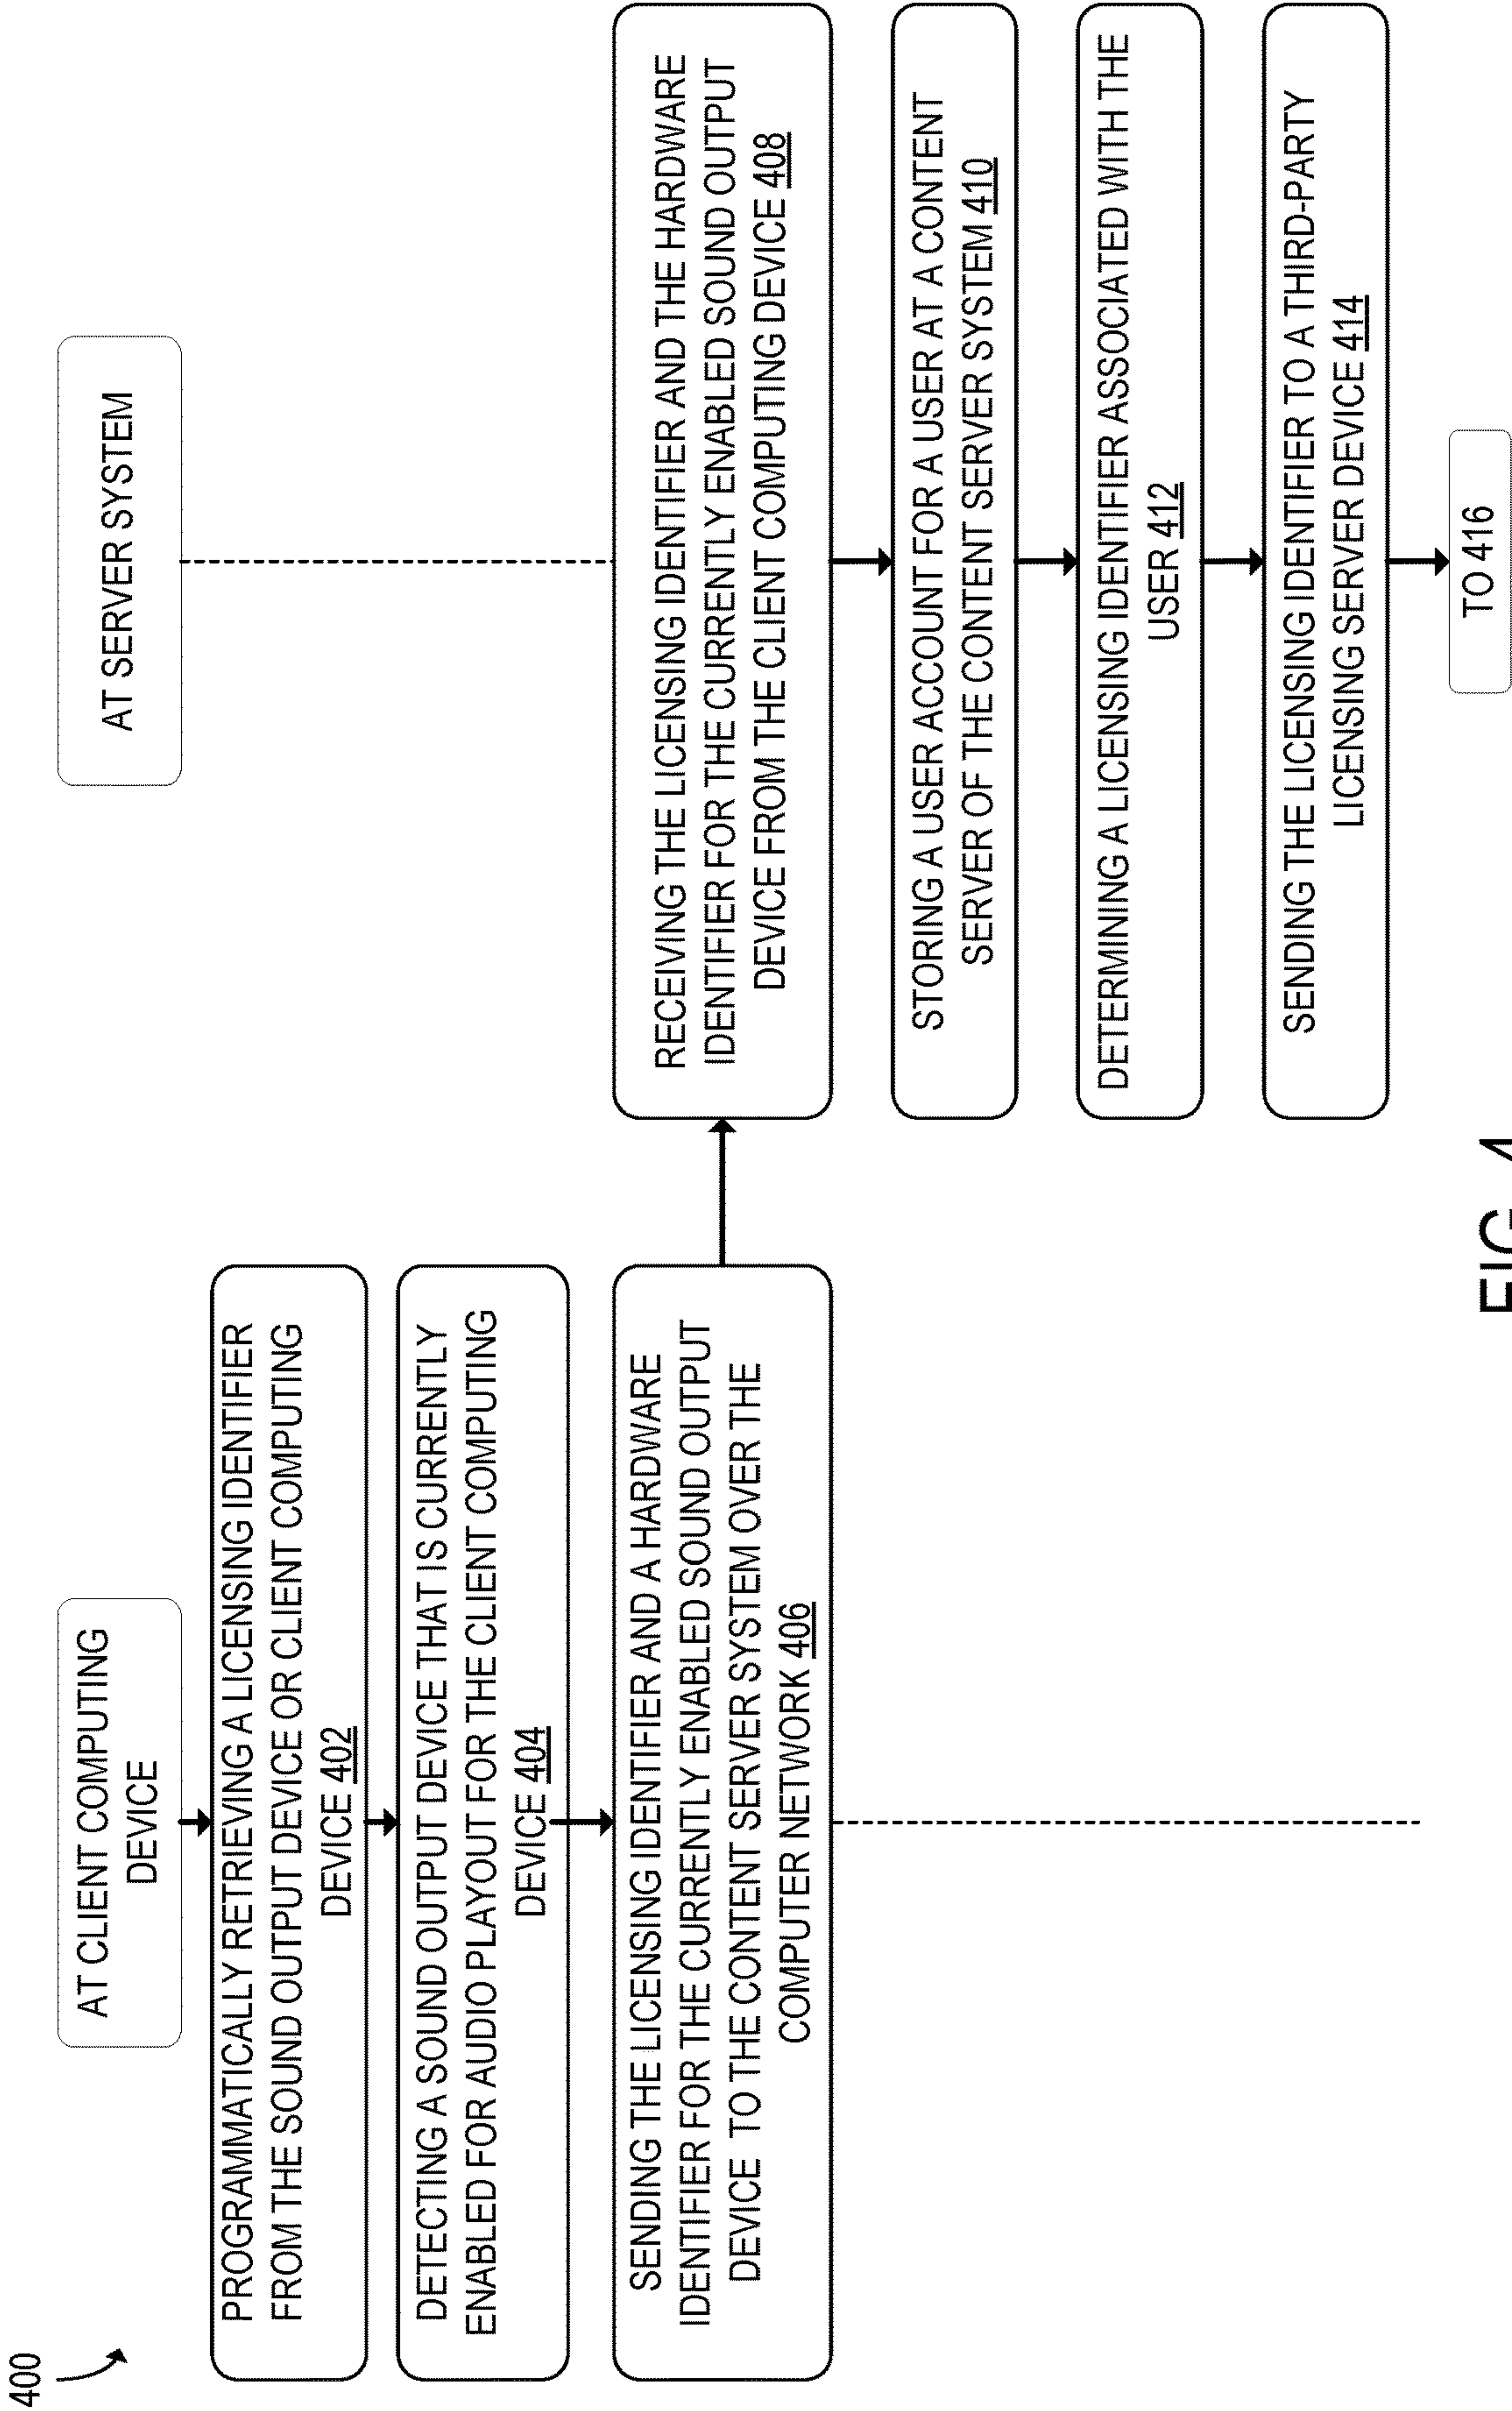 400
AT CLIENT COMPUTING
DEVICE
PROGRAMMATICALLY RETRIEVING A LICENSING IDENTIFIER
FROM THE SOUND OUTPUT DEVICE OR CLIENT COMPUTING
DEVICE 402
DETECTING A SOUND OUTPUT DEVICE THAT IS CURRENTLY
ENABLED FOR AUDIO PLAYOUT FOR THE CLIENT COMPUTING
DEVICE 404
SENDING THE LICENSING IDENTIFIER AND A HARDWARE
IDENTIFIER FOR THE CURRENTLY ENABLED SOUND OUTPUT
DEVICE TO THE CONTENT SERVER SYSTEM OVER THE
COMPUTER NETWORK 406
AT SERVER SYSTEM
RECEIVING THE LICENSING IDENTIFIER AND THE HARDWARE
IDENTIFIER FOR THE CURRENTLY ENABLED SOUND OUTPUT
DEVICE FROM THE CLIENT COMPUTING DEVICE 408
STORING A USER ACCOUNT FOR A USER AT A CONTENT
SERVER OF THE CONTENT SERVER SYSTEM 410
DETERMINING A LICENSING IDENTIFIER ASSOCIATED WITH THE
USER 412
SENDING THE LICENSING IDENTIFIER TO A THIRD-PARTY
LICENSING SERVER DEVICE 414
TO 416
FIG. 4